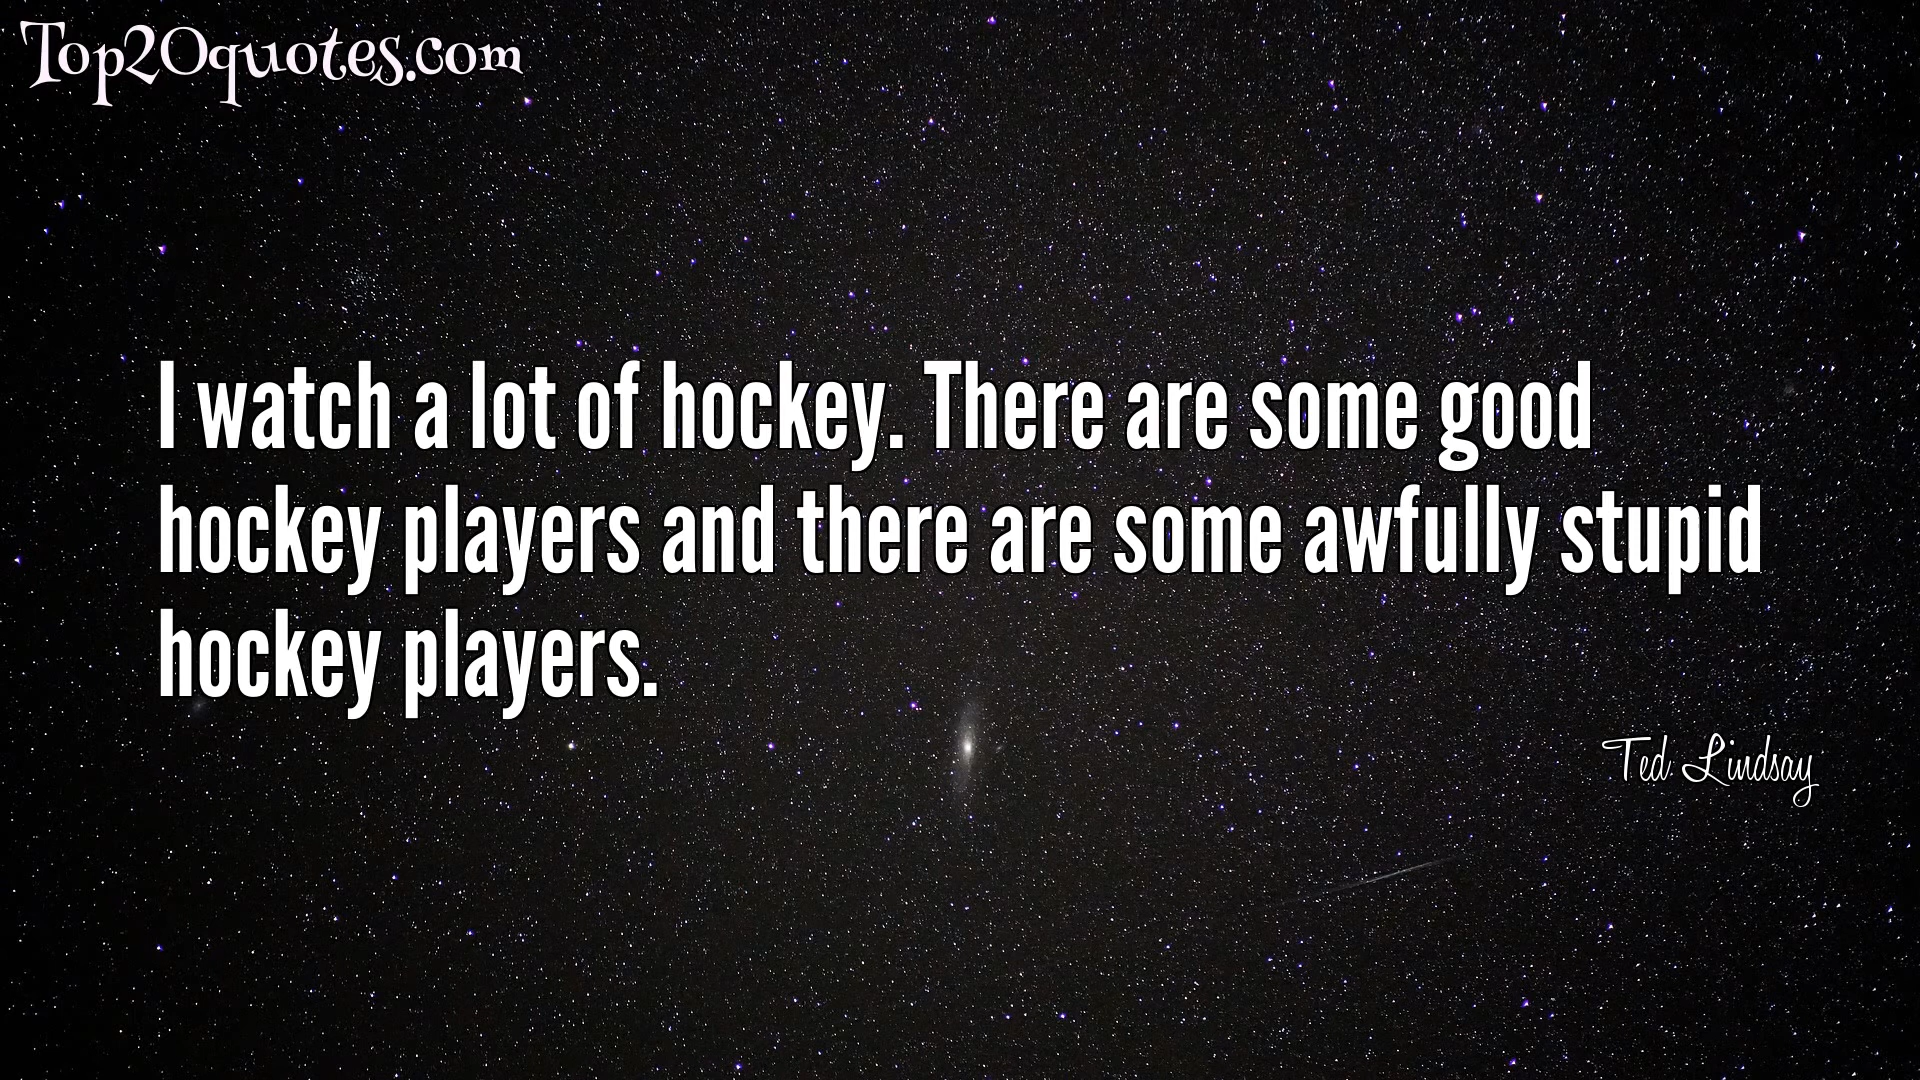 Top20quotes.com
I watch a lot of hockey. There are some good
hockey players and there are some awfully stupid
hockey players.
Ted Lindsay